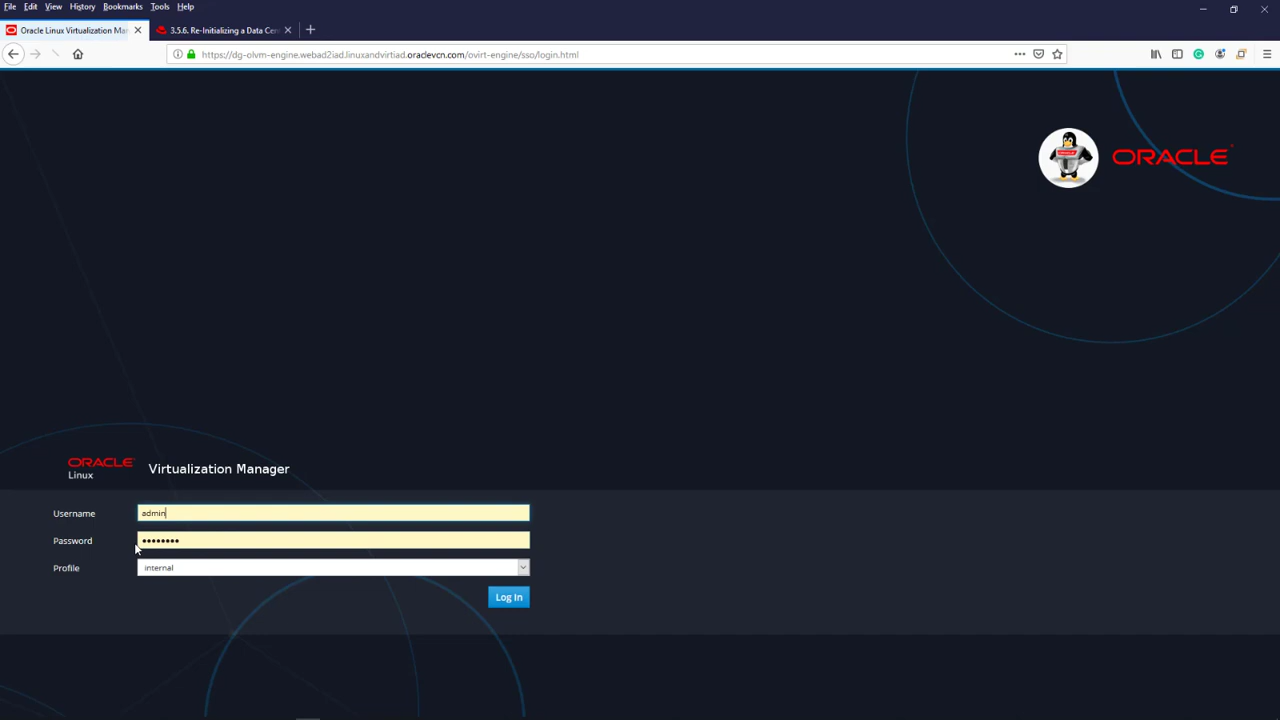 File Edit View History Bookmarks Tools Help
Oracle Linux Virtualization Ma
3.5.6. Re-Initializing a Data Cen
https://dg-olvm-engine.webad2iad.linuxandvirtiad.oraclevcn.com/ovirt-engine/sso/login.html
ORACLE
ORACLE
Linux
Virtualization Manager
Username
admin
Password
••••••••
Profile
internal
Log In